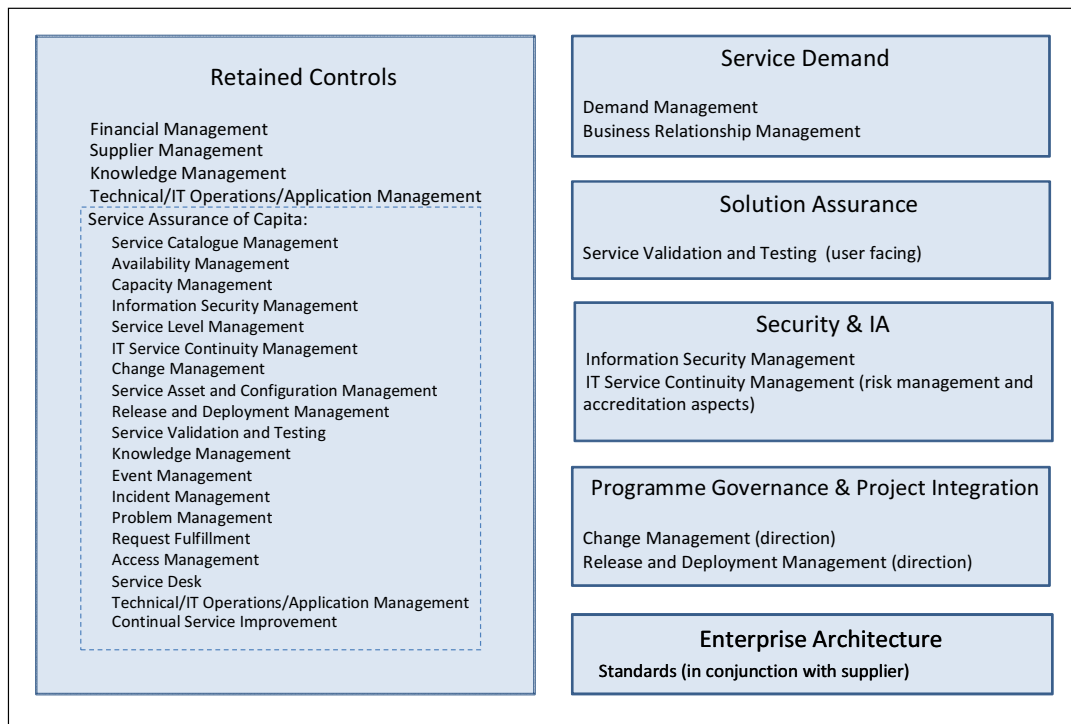 Retained Controls
Financial Management
Supplier Management
Knowledge Management
Technical/IT Operations/Application Management
Service Assurance of Capita:
Service Catalogue Management
Availability Management
Capacity Management
Information Security Management
Service Level Management
IT Service Continuity Management
Change Management
Service Asset and Configuration Management
Release and Deployment Management
Service Validation and Testing
Knowledge Management
Event Management
Incident Management
Problem Management
Request Fulfillment
Access Management
Service Desk
Technical/IT Operations/Application Management
Continual Service Improvement
Service Demand
Demand Management
Business Relationship Management
Solution Assurance
Service Validation and Testing (user facing)
Security & IA
Information Security Management
IT Service Continuity Management (risk management and
accreditation aspects)
Programme Governance & Project Integration
Change Management (direction)
Release and Deployment Management (direction)
Enterprise Architecture
Standards (in conjunction with supplier)